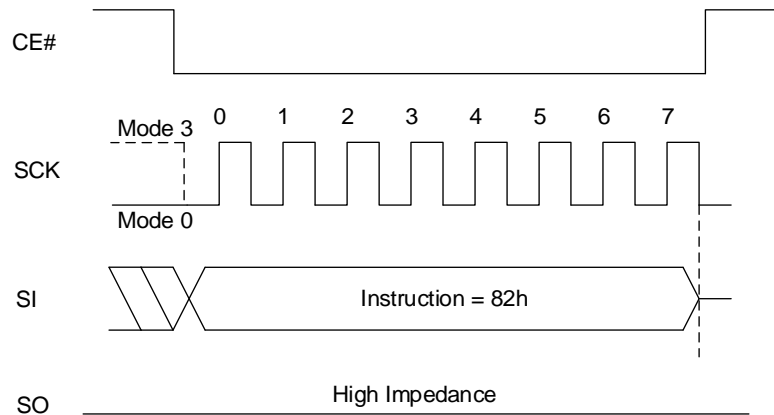 CE#
Mode 3
0 1 2 3 4 5 6 7
SCK
Mode 0
SI
Instruction = 82h
High Impedance
SO